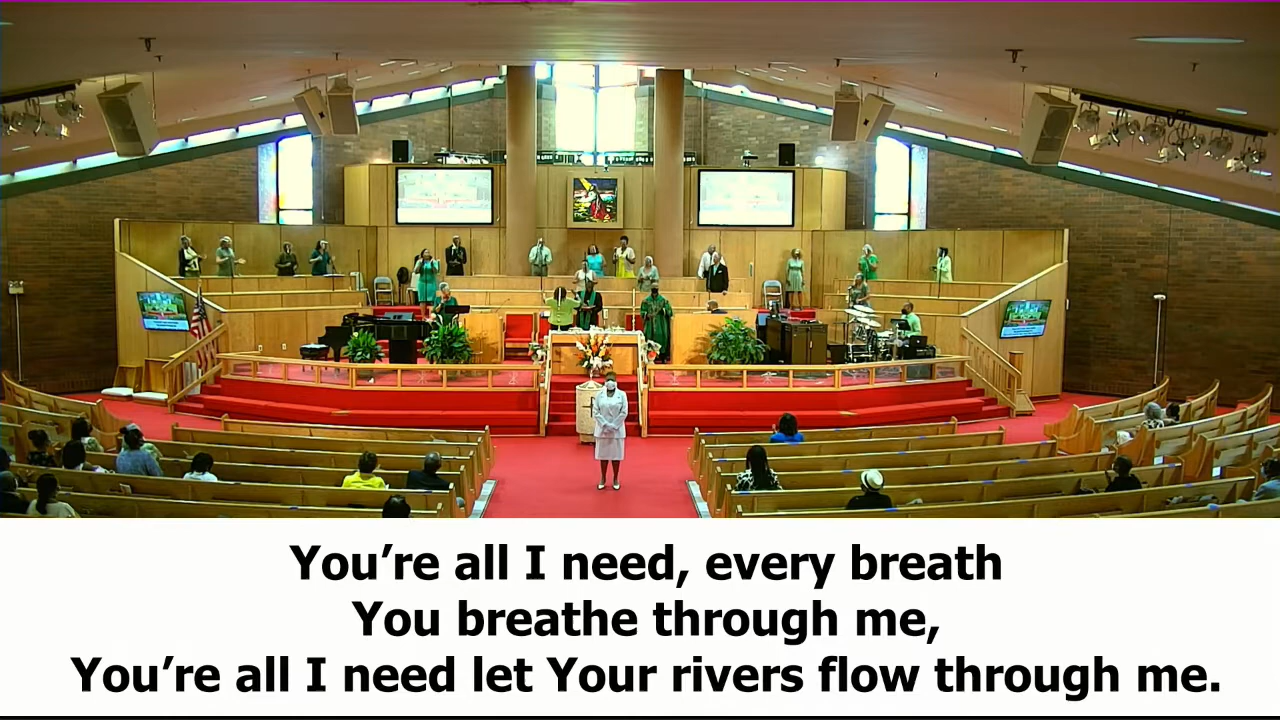 You’re all I need, every breath
You breathe through me,
You’re all I need let Your rivers flow through me.